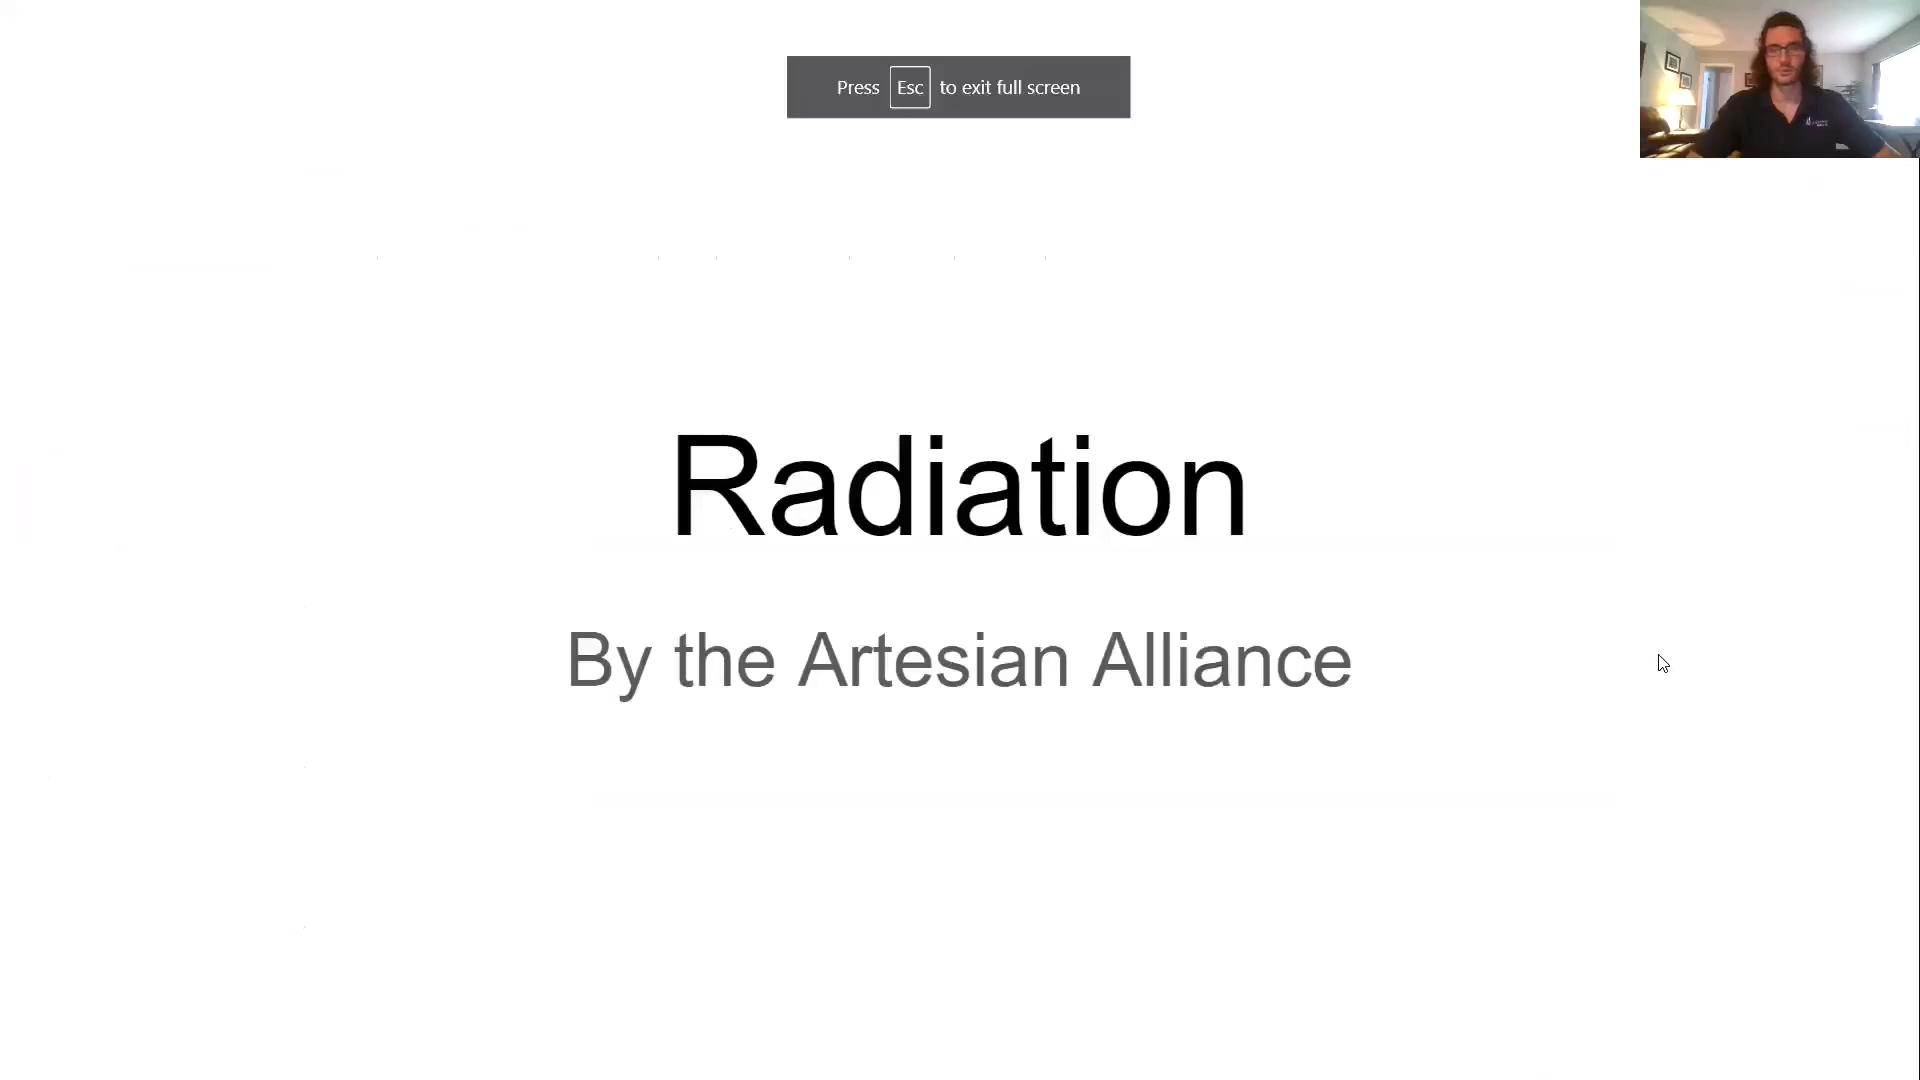 Press Esc to exit full screen
Radiation
By the Artesian Alliance